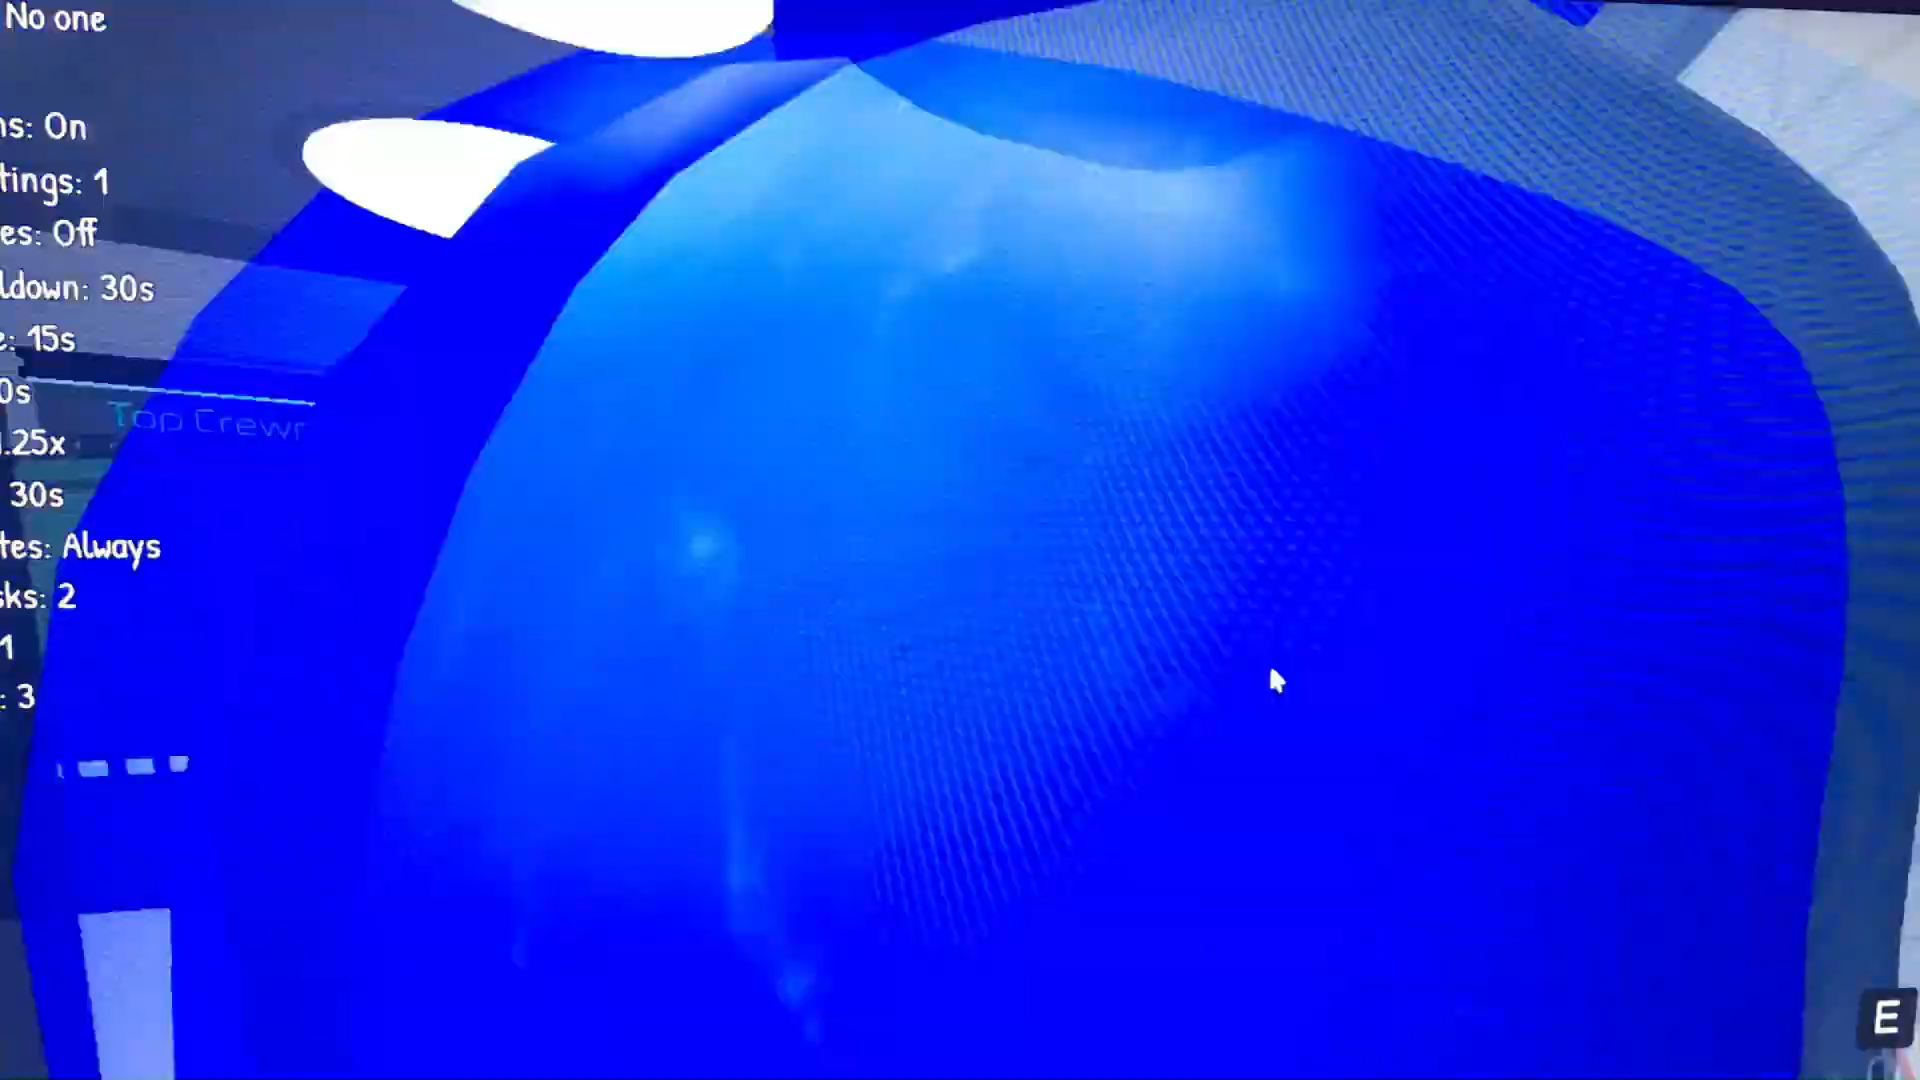 No one
ns: On
tings: 1
es: Off
ldown: 30s
e: 15s
0s
Top Crewr
1.25x
30s
tes: Always
sks: 2
1
: 3
E